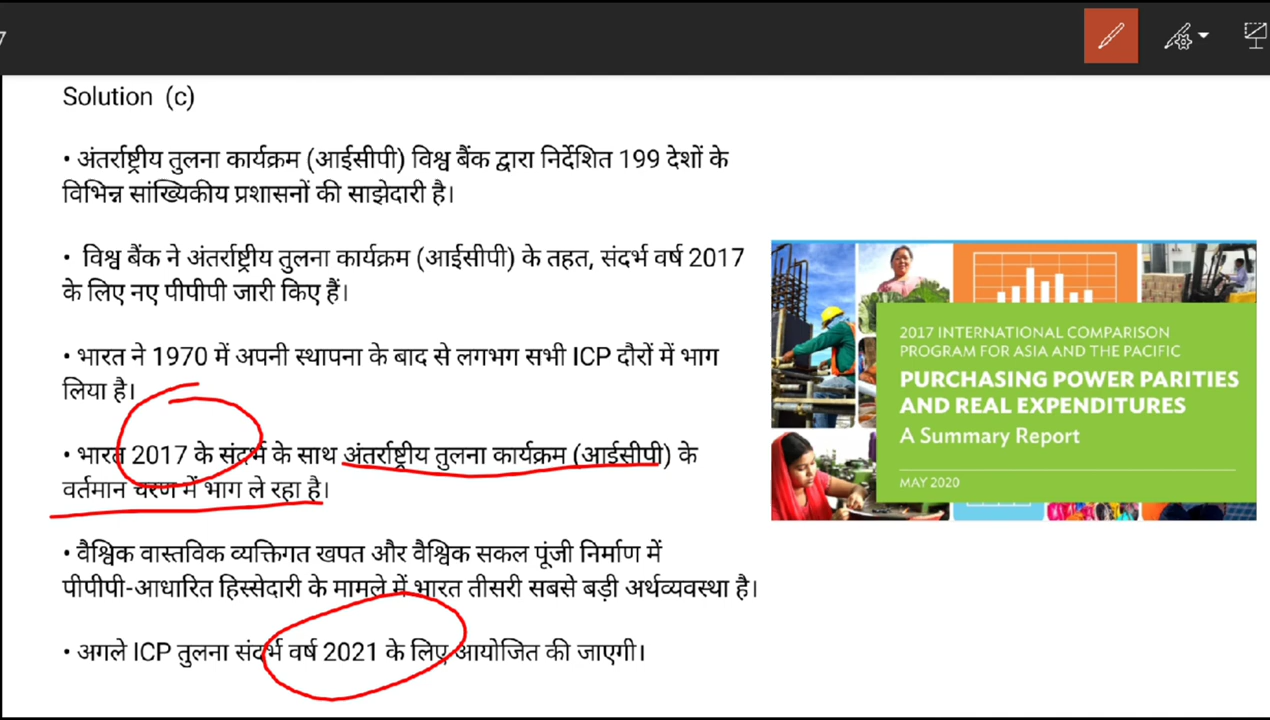 Solution (c)
• अंतर्राष्ट्रीय तुलना कार्यक्रम (आईसीपी) विश्व बैंक द्वारा निर्देशित 199 देशों के
विभिन्न सांख्यिकीय प्रशासनों की साझेदारी है।
• विश्व बैंक ने अंतर्राष्ट्रीय तुलना कार्यक्रम (आईसीपी) के तहत, संदर्भ वर्ष 2017
के लिए नए पीपीपी जारी किए हैं।
• भारत ने 1970 में अपनी स्थापना के बाद से लगभग सभी ICP दौरों में भाग
लिया है।
• भारत 2017 के संदर्भ के साथ अंतर्राष्ट्रीय तुलना कार्यक्रम (आईसीपी) के
वर्तमान चरण में भाग ले रहा है।
• वैश्विक वास्तविक व्यक्तिगत खपत और वैश्विक सकल पूंजी निर्माण में
पीपीपी-आधारित हिस्सेदारी के मामले में भारत तीसरी सबसे बड़ी अर्थव्यवस्था है।
• अगले ICP तुलना संदर्भ वर्ष 2021 के लिए आयोजित की जाएगी।
2017 INTERNATIONAL COMPARISON
PROGRAM FOR ASIA AND THE PACIFIC
PURCHASING POWER PARITIES
AND REAL EXPENDITURES
A Summary Report
MAY 2020